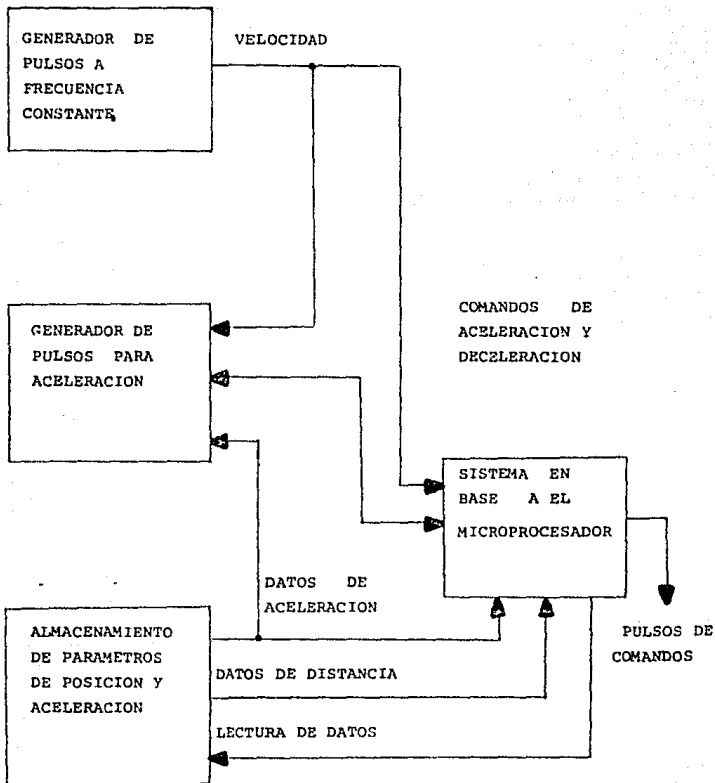 GENERADOR DE
PULSOS A
FRECUENCIA
CONSTANTE
VELOCIDAD
GENERADOR DE
PULSOS PARA
ACELERACION
COMANDOS DE
ACELERACION Y
DECELERACION
SISTEMA EN
BASE A EL
MICROPROCESADOR
DATOS DE
ACELERACION
ALMACENAMIENTO
DE PARAMETROS
DE POSICION Y
ACELERACION
DATOS DE DISTANCIA
LECTURA DE DATOS
PULSOS DE
COMANDOS